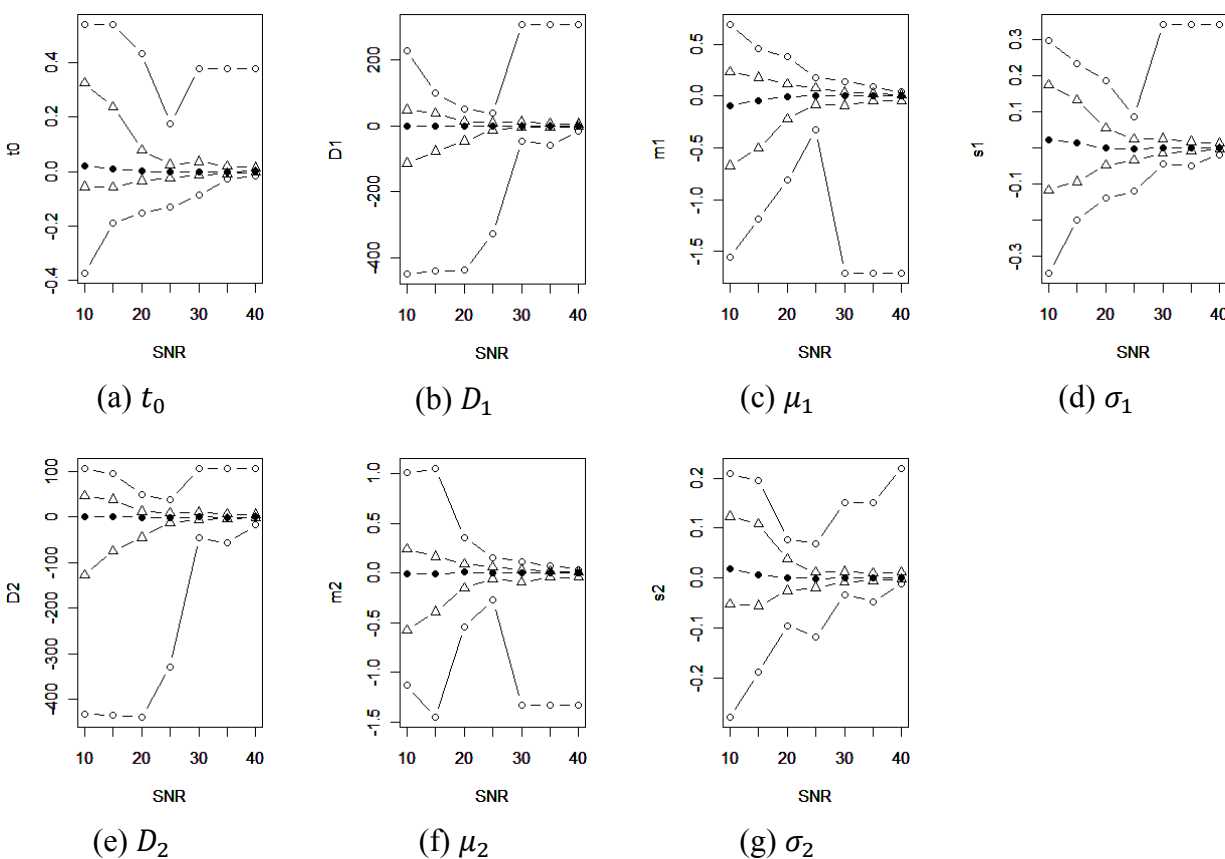 t0
0.4
0.2
0.0
-0.2
-0.4
10 20 30 40
SNR
(a) t₀
D1
200
0
-200
-400
10 20 30 40
SNR
(b) D₁
m1
0.5
0.0
-0.5
-1.0
-1.5
10 20 30 40
SNR
(c) μ₁
s1
0.3
0.2
0.0
-0.1
-0.3
10 20 30 40
SNR
(d) σ₁
D2
100
0
-100
-200
-300
-400
10 20 30 40
SNR
(e) D₂
m2
1.0
0.5
0.0
-0.5
-1.0
-1.5
10 20 30 40
SNR
(f) μ₂
s2
0.2
0.1
0.0
-0.1
-0.2
10 20 30 40
SNR
(g) σ₂